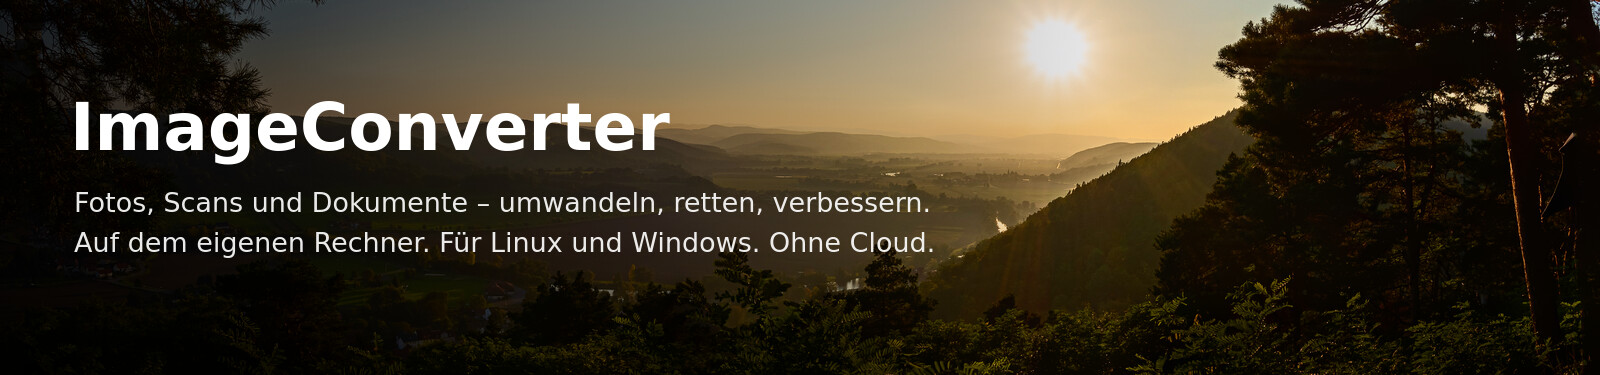 ImageConverter
Fotos, Scans und Dokumente – umwandeln, retten, verbessern.
Auf dem eigenen Rechner. Für Linux und Windows. Ohne Cloud.